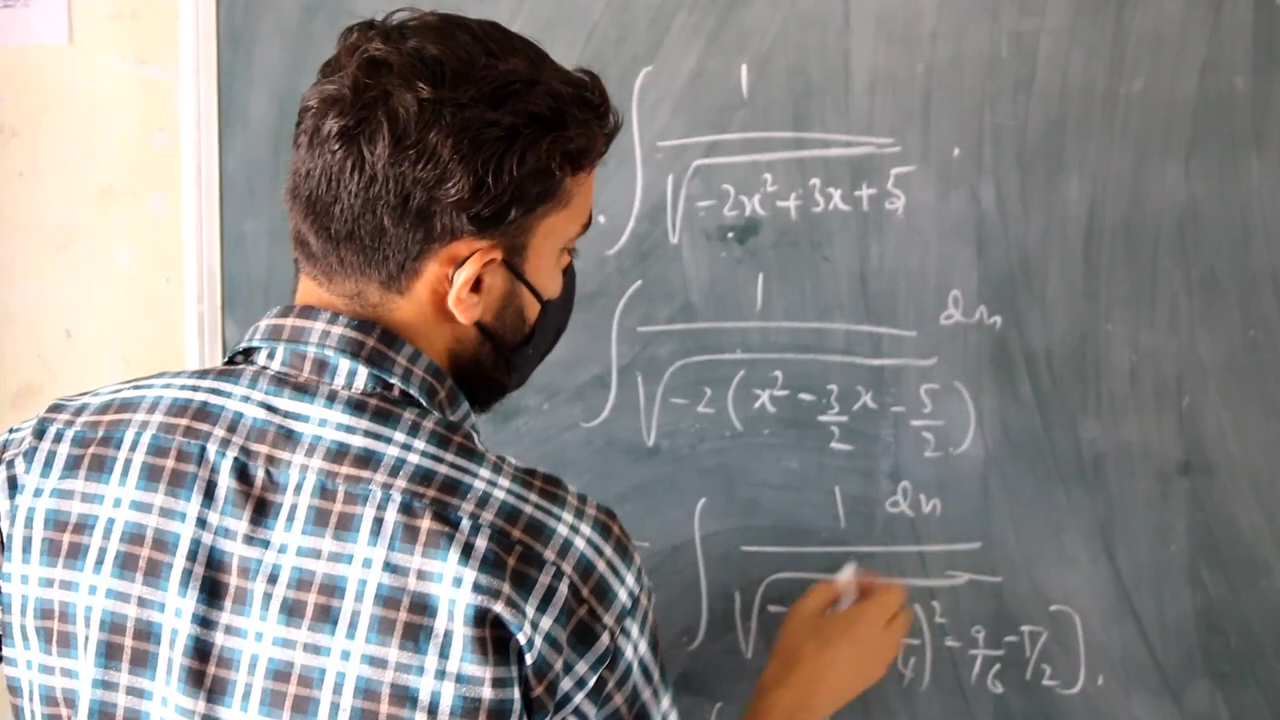 ∫ 1 / √(-2x²+3x+5)
∫ 1 / √(-2(x² - 3/2 x - 5/2)) dx
= ∫ 1 dx / √(- /4)² - 9/16 - 5/2].